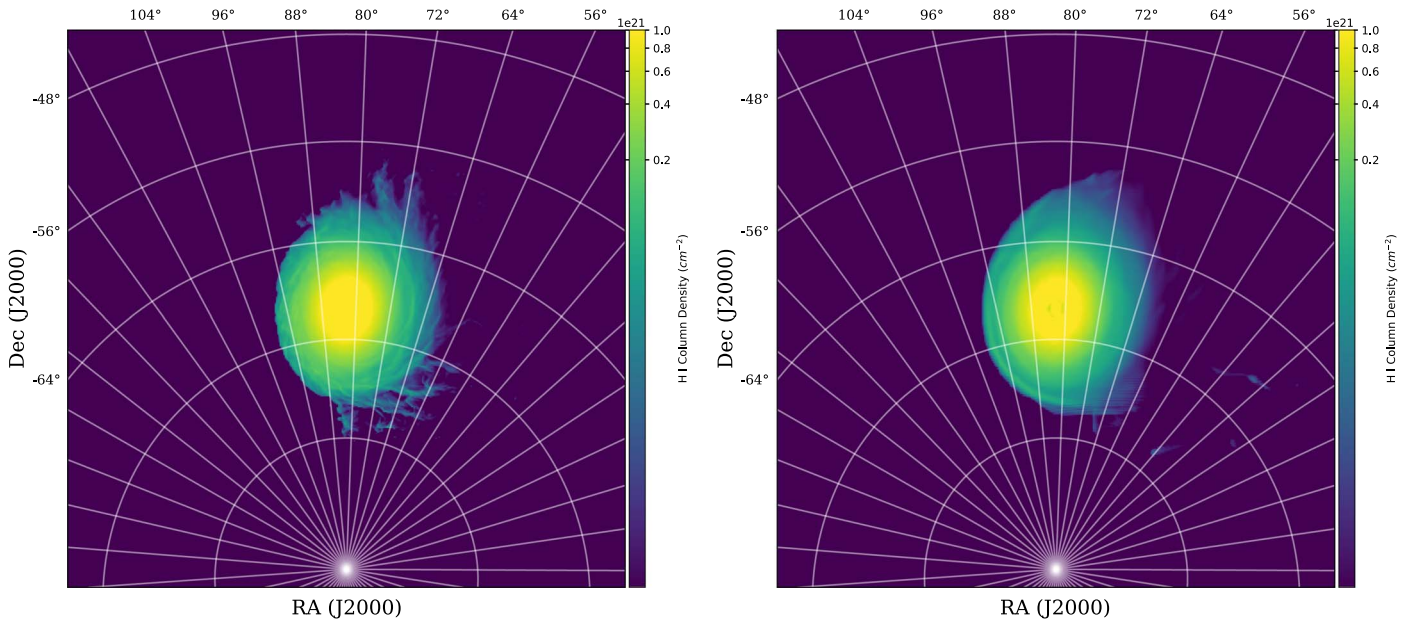 104° 96° 88° 80° 72° 64° 56°
1e21
-48°
-56°
-64°
Dec (J2000)
RA (J2000)
1.0
0.8
0.6
0.4
0.2
H I Column Density (cm⁻²)
104° 96° 88° 80° 72° 64° 56°
1e21
-48°
-56°
-64°
Dec (J2000)
RA (J2000)
1.0
0.8
0.6
0.4
0.2
H I Column Density (cm⁻²)